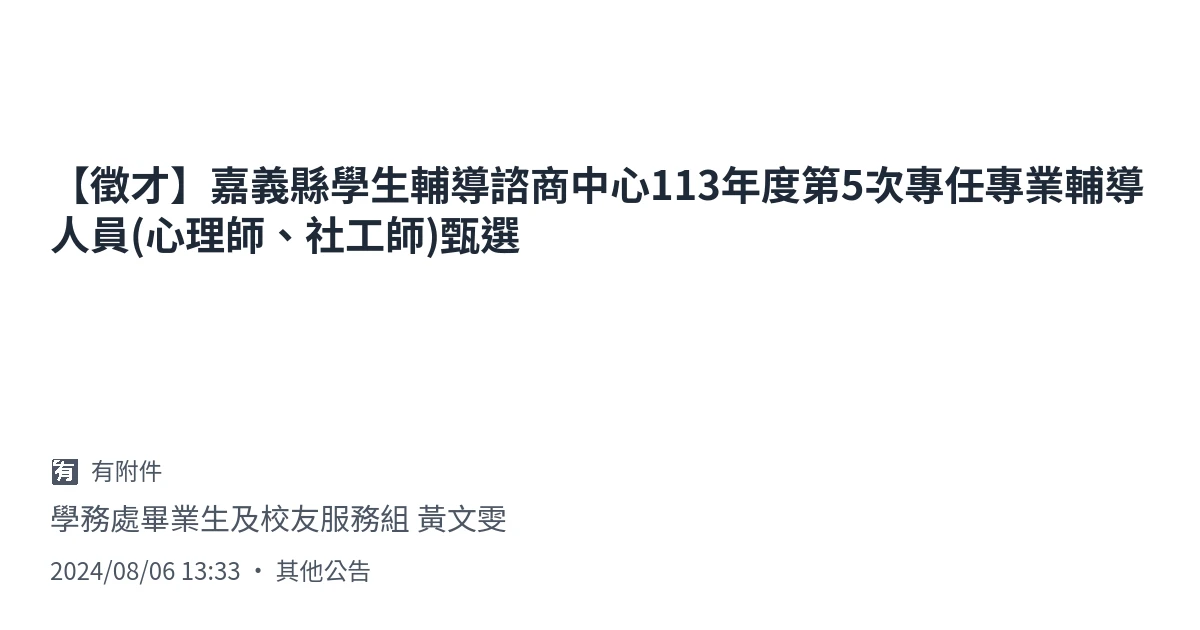 【徵才】嘉義縣學生輔導諮商中心113年度第5次專任專業輔導
人員(心理師、社工師)甄選
有 有附件
學務處畢業生及校友服務組 黃文雯
2024/08/06 13:33 • 其他公告